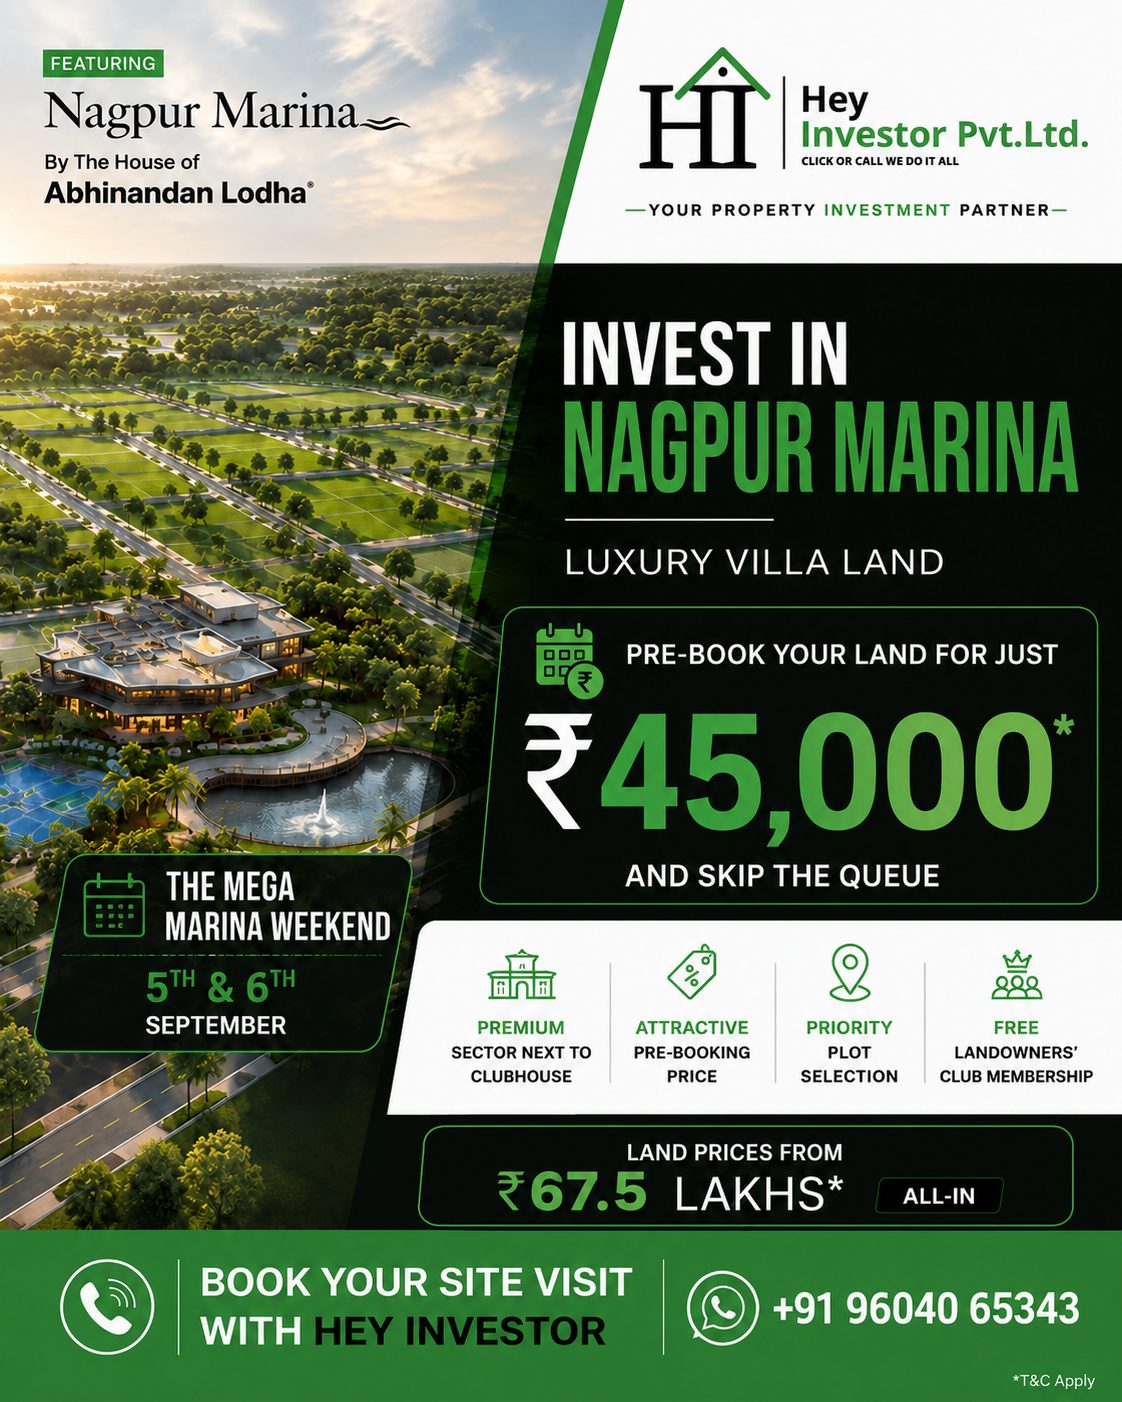 FEATURING
Nagpur Marina
By The House of
Abhinandan Lodha®
HI
Hey
Investor Pvt.Ltd.
CLICK OR CALL WE DO IT ALL
YOUR PROPERTY INVESTMENT PARTNER
INVEST IN
NAGPUR MARINA
LUXURY VILLA LAND
PRE-BOOK YOUR LAND FOR JUST
₹45,000*
AND SKIP THE QUEUE
THE MEGA
MARINA WEEKEND
5TH & 6TH
SEPTEMBER
PREMIUM
SECTOR NEXT TO
CLUBHOUSE
ATTRACTIVE
PRE-BOOKING
PRICE
PRIORITY
PLOT
SELECTION
FREE
LANDOWNERS'
CLUB MEMBERSHIP
LAND PRICES FROM
₹67.5 LAKHS* ALL-IN
BOOK YOUR SITE VISIT
WITH HEY INVESTOR
+91 96040 65343
*T&C Apply